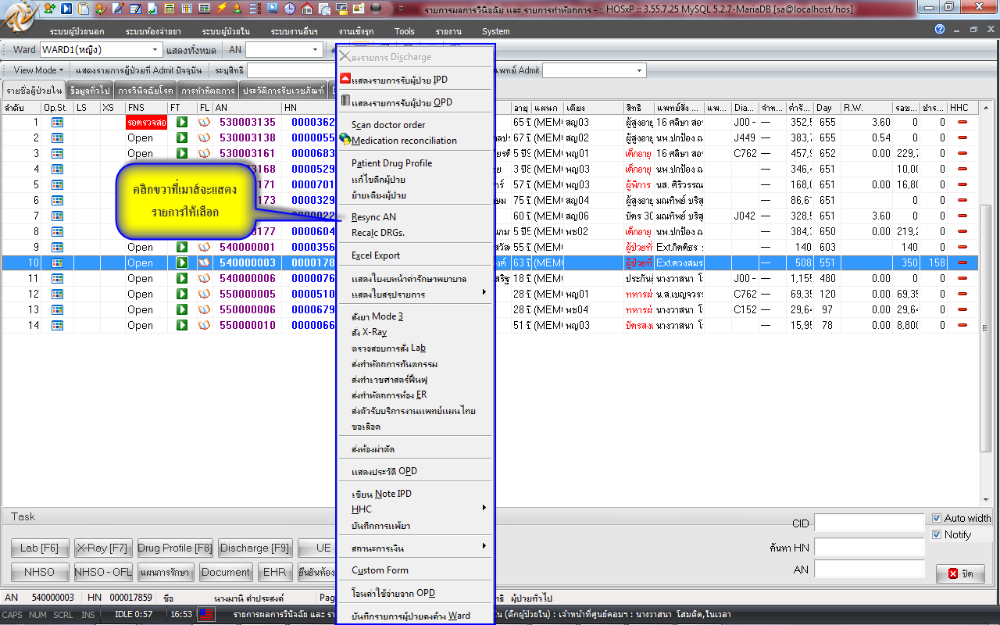 รายการผลการวินิจฉัย และ รายการทำหัตถการ - :: HOSxP :: 3.55.7.25 MySQL 5.2.7-MariaDB [sa@localhost/hos]
ระบบผู้ป่วยนอก ระบบห้องจ่ายยา ระบบผู้ป่วยใน ระบบงานอื่นๆ งานเชิงรุก Tools รายงาน System
Ward WARD1(หญิง) แสดงทั้งหมด AN
View Mode แสดงรายการผู้ป่วยที่ Admit ปัจจุบัน ระบุสิทธิ แพทย์ Admit
รายชื่อผู้ป่วยใน ข้อมูลทั่วไป การวินิจฉัยโรค การทำหัตถการ ประวัติการรับเวชภัณฑ์
ลำดับ Op.St. LS XS FNS FT FL AN HN อายุ แผนก เตียง สิทธิ แพทย์สั่ง ... แพ... Dia... จำห... ค่ารั... Day R.W. รอช... ชำร... HHC
1 รอตรวจสอ 530003135 0000362 65 ปี (MEM สญ03 ผู้สูงอายุ 16 ศลิษา สอ J00 - — 352,5 655 3.60 0 0
2 Open 530003138 0000055 67 ปี (MEM สญ02 ผู้สูงอายุ นพ.ปกป้อง ณ J449 — 383,7 655 0.54 0 0
3 Open 530003161 0000683 5 ปี5 (MEM พญ01 เด็กอายุ 16 ศลิษา สอ C762 — 457,9 652 0.00 229,7 0
4 3168 0000529 3 ปี8 (MEM พญ03 เด็กอายุ นพ.ปกป้อง ณ — 346,4 651 10,00 0
5 171 0000701 57 ปี (MEM พญ03 ผู้พิการ นส. ศิริวรรณ — 168,0 651 16,80 0
6 173 0000329 75 ปี (MEM สญ04 ผู้สูงอายุ มณทิพย์ บริสุ — 86,67 651 0 0
7 0000022 60 ปี (MEM สญ06 บัตร 30 มณทิพย์ บริสุ J042 — 328,5 651 3.60 0 0
8 3177 0000604 5 ปี5 (MEM พช02 เด็กอายุ นพ.ปกป้อง ณ — 384,3 650 0.00 219,2 0
9 Open 540000001 0000356 55 ปี (MEM ผู้ป่วยทั่ Ext.กิตติธร — 140 603 0 0
10 Open 540000003 0000178 63 ปี (MEM ผู้ป่วยทั่ Ext.ดวงสมร — 508 551 350 158
11 Open 540000006 0000076 18 ปี (MEM ประกันสุ นางวาสนา โ J00 - — 1,155 480 0.00 0 0
12 Open 550000005 0000510 28 ปี (MEM พญ01 ทหารผ่ น.ส.เบญจวรร C762 — 69,35 120 0.00 69,35 0
13 Open 550000006 0000679 28 ปี (MEM พช04 ทหารผ่ นางวาสนา โ C152 — 29,64 97 0.00 29,64 0
14 Open 550000010 0000066 51 ปี (MEM พญ03 บัตรสงเ นางวาสนา โ — 15,95 78 0.00 8,800 0
คลิกขวาที่เมาส์จะแสดง
รายการให้เลือก
ลงรายการ Discharge
แสดงรายการรับผู้ป่วย IPD
แสดงรายการรับผู้ป่วย OPD
Scan doctor order
Medication reconciliation
Patient Drug Profile
แก้ไขตึกผู้ป่วย
ย้ายเตียงผู้ป่วย
Resync AN
Recalc DRGs.
Excel Export
แสดงใบงบหน้าค่ารักษาพยาบาล
แสดงใบสรุปรายการ
สั่งยา Mode 3
สั่ง X-Ray
ตรวจสอบการสั่ง Lab
ส่งทำหัตถการทันตกรรม
ส่งทำเวชศาสตร์ฟื้นฟู
ส่งทำหัตถการห้อง ER
ส่งตัวรับบริการงานแพทย์แผนไทย
ขอเลือด
ส่งห้องผ่าตัด
แสดงประวัติ OPD
เขียน Note IPD
HHC
บันทึกการแพ้ยา
สถานะการเงิน
Custom Form
โอนค่าใช้จ่ายจาก OPD
บันทึกรายการผู้ป่วยคงค้าง Ward
Task
CID Auto width
Lab [F6] X-Ray [F7] Drug Profile [F8] Discharge [F9] UE ค้นหา HN Notify
NHSO NHSO - OFL แผนการรักษา Document EHR ยืนยันห้อง AN ปิด
AN 540000003 HN 000017859 ชื่อ นางมานี คำประสงค์ Pag สิทธิ ผู้ป่วยทั่วไป
CAPS NUM SCRL INS IDLE 0:57 16:53 รายการผลการวินิจฉัย และ รา น (ตึกผู้ป่วยใน) : เจ้าหน้าที่ศูนย์คอมฯ : นางวาสนา โสมติด,ในเวลา